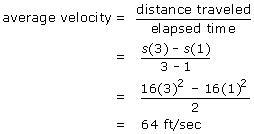 average velocity = distance traveled / elapsed time
= s(3) – s(1) / 3 – 1
= 16(3)² – 16(1)² / 2
= 64 ft/sec